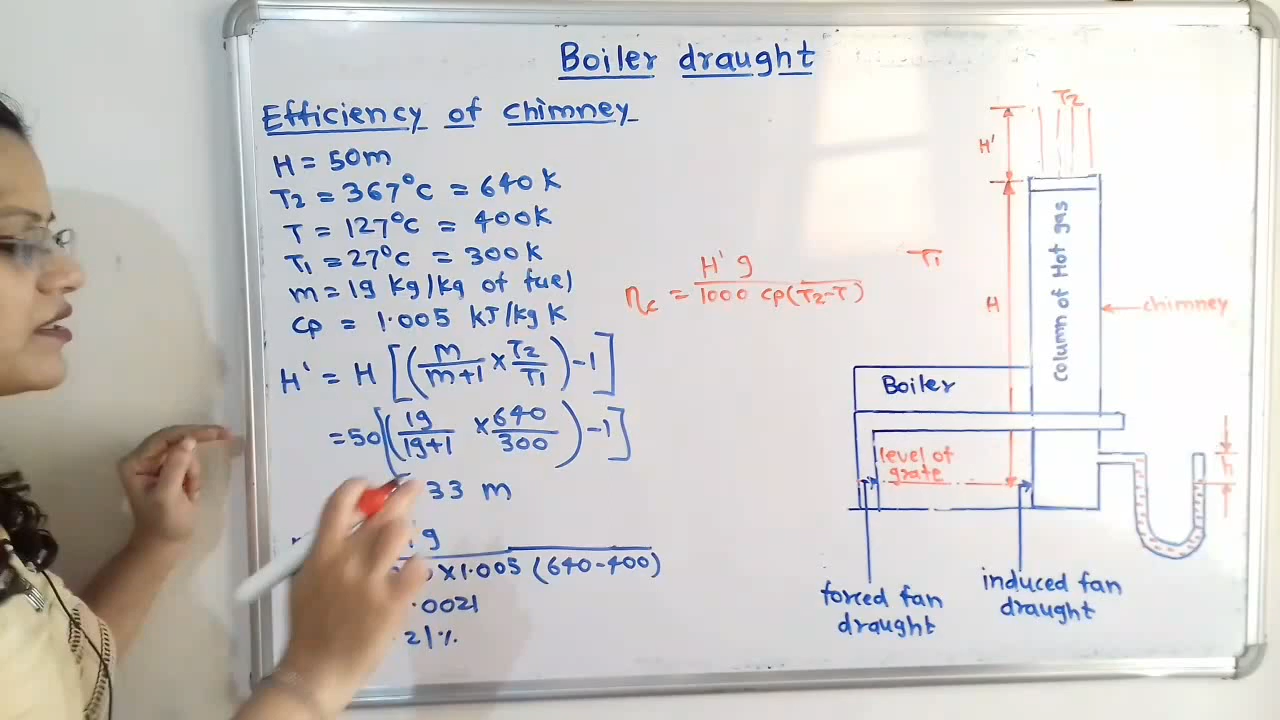 Boiler draught
Efficiency of chimney
H = 50m
T2 = 367°C = 640 K
T = 127°C = 400K
T1 = 27°C = 300K
m = 19 kg/kg of fuel
Cp = 1.005 kJ/kg K
H' = H [(m/m+1 × T2/T1) - 1]
= 50[(19/19+1 × 640/300) - 1]
33 m
g
×1.005 (640-400)
.0021
.21%
ηc = H' g / 1000 Cp(T2-T)
T1
T2
H'
H
Column of Hot gas
chimney
Boiler
level of
grate
h
forced fan
draught
induced fan
draught